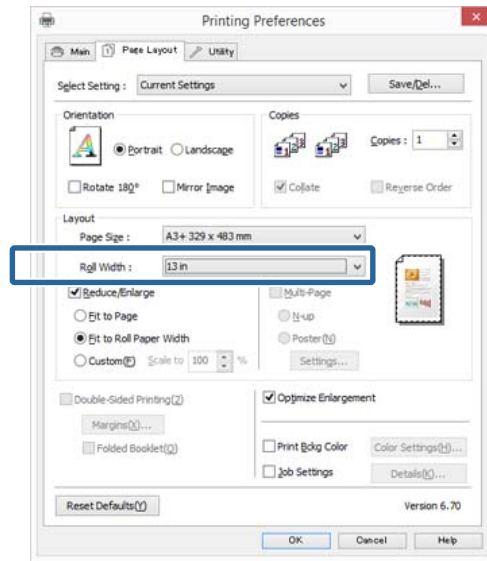 Printing Preferences
Main Page Layout Utility
Select Setting : Current Settings Save/Del...
Orientation Copies
Portrait Landscape Copies : 1
Rotate 180° Mirror Image Collate Reverse Order
Layout
Page Size : A3+ 329 x 483 mm
Roll Width : 13 in
Reduce/Enlarge Multi-Page
Fit to Page N-up
Fit to Roll Paper Width Poster(N)
Custom(F) Scale to 100 % Settings...
Double-Sided Printing(2) Optimize Enlargement
Margins(X)...
Folded Booklet(Q) Print Bckg Color Color Settings(H)...
Job Settings Details(K)...
Reset Defaults(Y) Version 6.70
OK Cancel Help